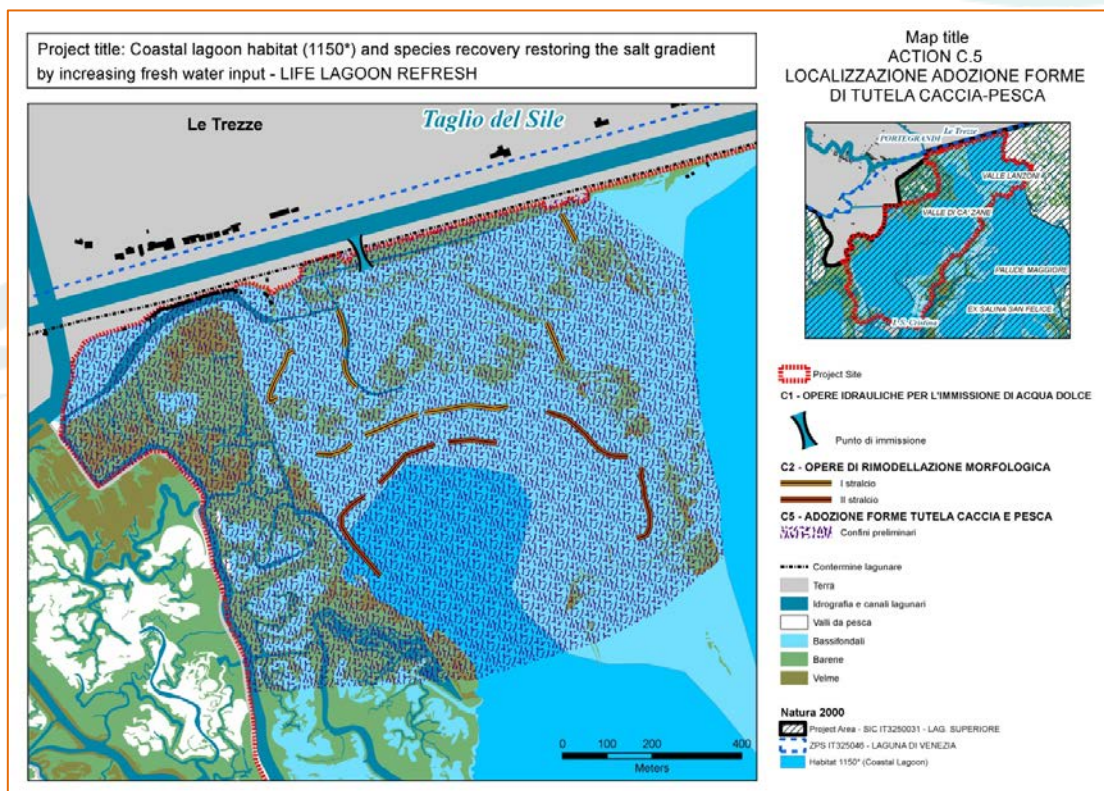 Project title: Coastal lagoon habitat (1150*) and species recovery restoring the salt gradient
by increasing fresh water input - LIFE LAGOON REFRESH
Map title
ACTION C.5
LOCALIZZAZIONE ADOZIONE FORME
DI TUTELA CACCIA-PESCA
Le Trezze
Taglio del Sile
0 100 200 400
Meters
Le Trezze
PORTEGRANDI
VALLE LANZONI
VALLE DI CA' ZANE
PALUDE MAGGIORE
EX SALINA SAN FELICE
I. S. Cristina
Project Site
C1 - OPERE IDRAULICHE PER L'IMMISSIONE DI ACQUA DOLCE
Punto di immissione
C2 - OPERE DI RIMODELLAZIONE MORFOLOGICA
I stralcio
II stralcio
C5 - ADOZIONE FORME TUTELA CACCIA E PESCA
Confini preliminari
Contermine lagunare
Terra
Idrografia e canali lagunari
Valli da pesca
Bassifondali
Barene
Velme
Natura 2000
Project Area - SIC IT3250031 - LAG. SUPERIORE
ZPS IT325046 - LAGUNA DI VENEZIA
Habitat 1150* (Coastal Lagoon)